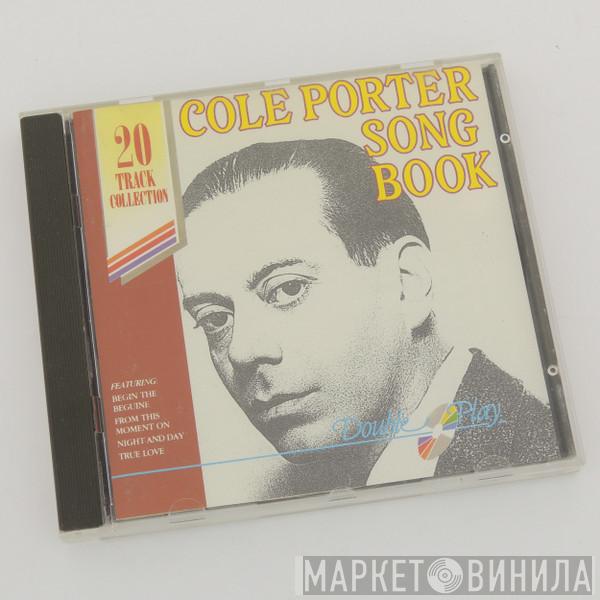 COLE PORTER
SONG
BOOK
20
TRACK
COLLECTION
FEATURING:
BEGIN THE
BEGUINE
FROM THIS
MOMENT ON
NIGHT AND DAY
TRUE LOVE
Double Play
МАРКЕТ ВИНИЛА